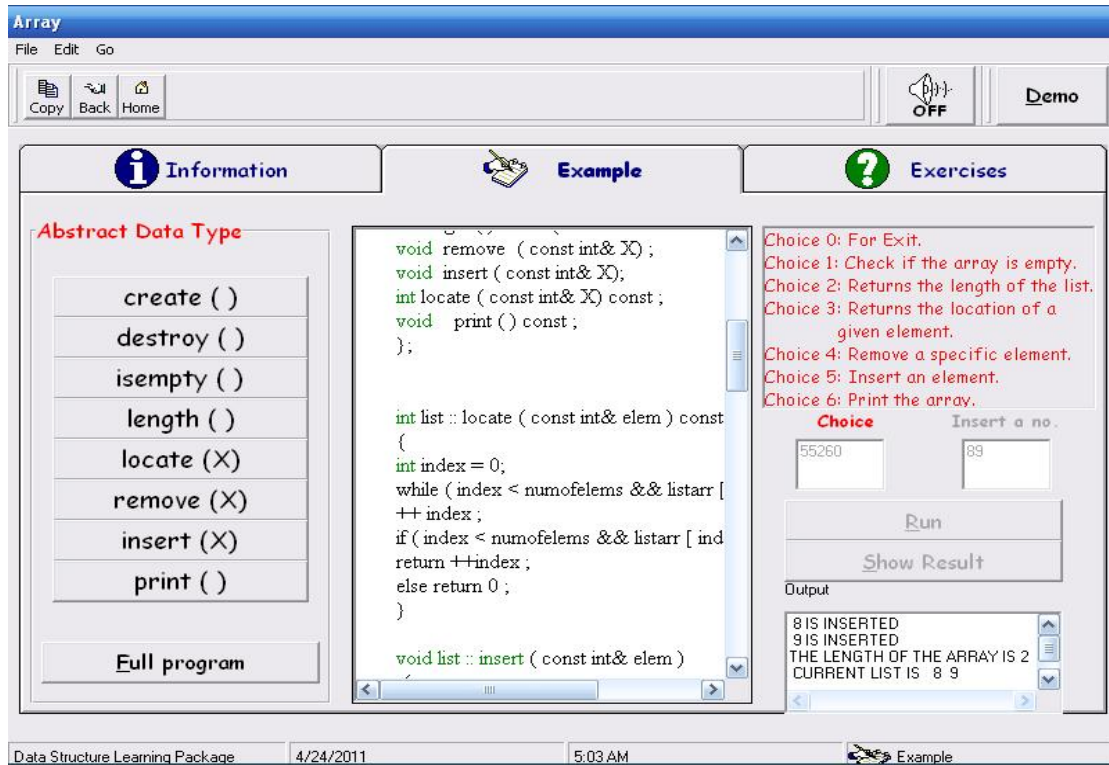 Array
File Edit Go
Copy Back Home
OFF
Demo
Information
Example
Exercises
Abstract Data Type
create ( )
destroy ( )
isempty ( )
length ( )
locate (X)
remove (X)
insert (X)
print ( )
Full program
void remove ( const int& X) ;
void insert ( const int& X);
int locate ( const int& X) const ;
void print ( ) const ;
};
int list :: locate ( const int& elem ) const
{
int index = 0;
while ( index < numofelems && listarr [
++ index ;
if ( index < numofelems && listarr [ ind
return ++index ;
else return 0 ;
}
void list :: insert ( const int& elem )
Choice 0: For Exit.
Choice 1: Check if the array is empty.
Choice 2: Returns the length of the list.
Choice 3: Returns the location of a
given element.
Choice 4: Remove a specific element.
Choice 5: Insert an element.
Choice 6: Print the array.
Choice Insert a no.
55260 89
Run
Show Result
Output
8 IS INSERTED
9 IS INSERTED
THE LENGTH OF THE ARRAY IS 2
CURRENT LIST IS 8 9
Data Structure Learning Package 4/24/2011 5:03 AM Example